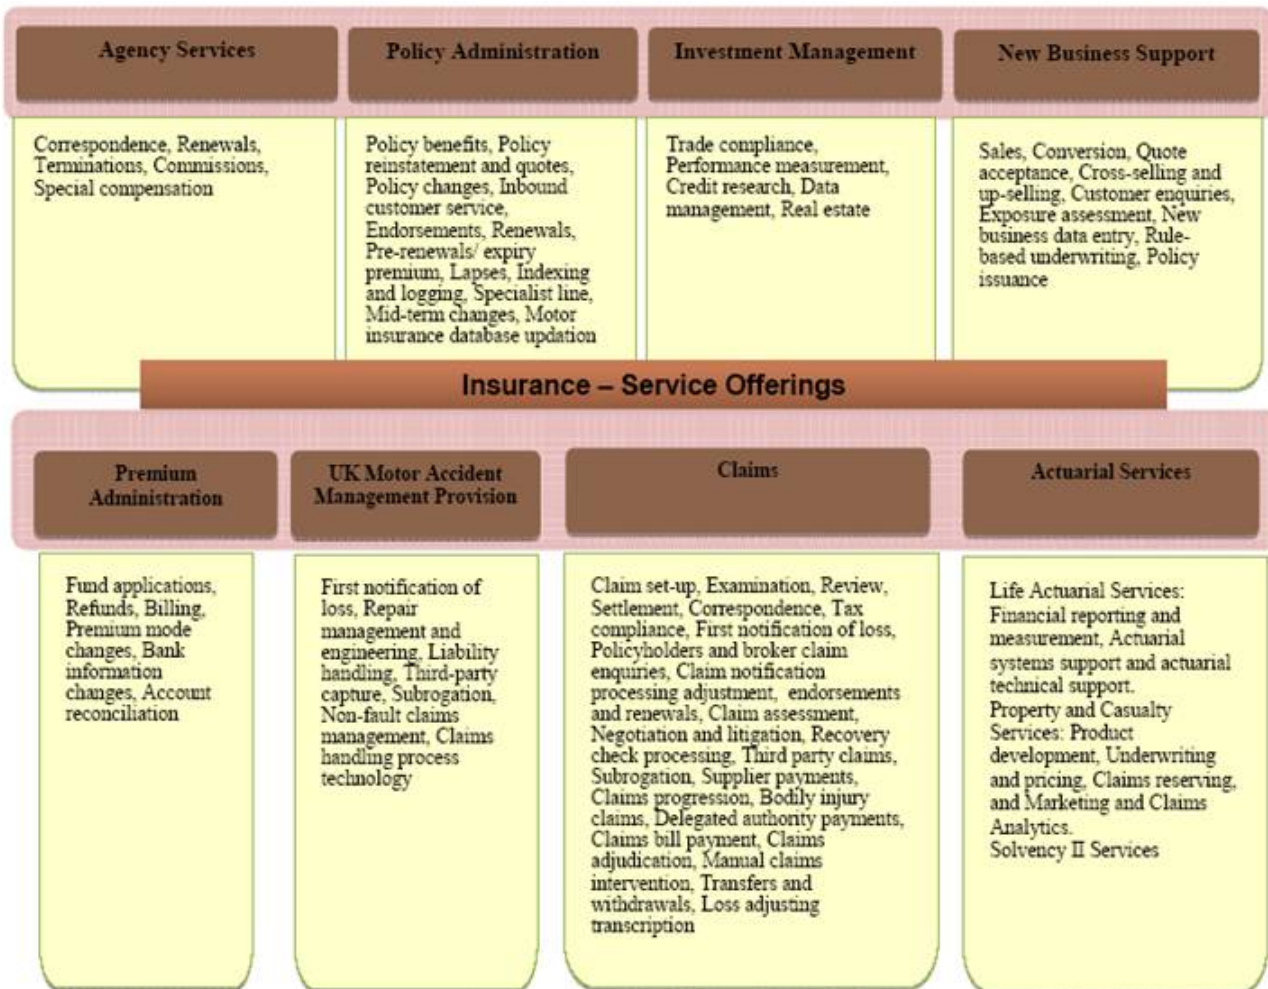 Agency Services
Correspondence, Renewals,
Terminations, Commissions,
Special compensation
Policy Administration
Policy benefits, Policy
reinstatement and quotes,
Policy changes, Inbound
customer service,
Endorsements, Renewals,
Pre-renewals/ expiry
premium, Lapses, Indexing
and logging, Specialist line,
Mid-term changes, Motor
insurance database updation
Investment Management
Trade compliance,
Performance measurement,
Credit research, Data
management, Real estate
New Business Support
Sales, Conversion, Quote
acceptance, Cross-selling and
up-selling, Customer enquiries,
Exposure assessment, New
business data entry, Rule-
based underwriting, Policy
issuance
Insurance – Service Offerings
Premium
Administration
Fund applications,
Refunds, Billing,
Premium mode
changes, Bank
information
changes, Account
reconciliation
UK Motor Accident
Management Provision
First notification of
loss, Repair
management and
engineering, Liability
handling, Third-party
capture, Subrogation,
Non-fault claims
management, Claims
handling process
technology
Claims
Claim set-up, Examination, Review,
Settlement, Correspondence, Tax
compliance, First notification of loss,
Policyholders and broker claim
enquiries, Claim notification
processing adjustment, endorsements
and renewals, Claim assessment,
Negotiation and litigation, Recovery
check processing, Third party claims,
Subrogation, Supplier payments,
Claims progression, Bodily injury
claims, Delegated authority payments,
Claims bill payment, Claims
adjudication, Manual claims
intervention, Transfers and
withdrawals, Loss adjusting
transcription
Actuarial Services
Life Actuarial Services:
Financial reporting and
measurement, Actuarial
systems support and actuarial
technical support.
Property and Casualty
Services: Product
development, Underwriting
and pricing, Claims reserving,
and Marketing and Claims
Analytics.
Solvency II Services